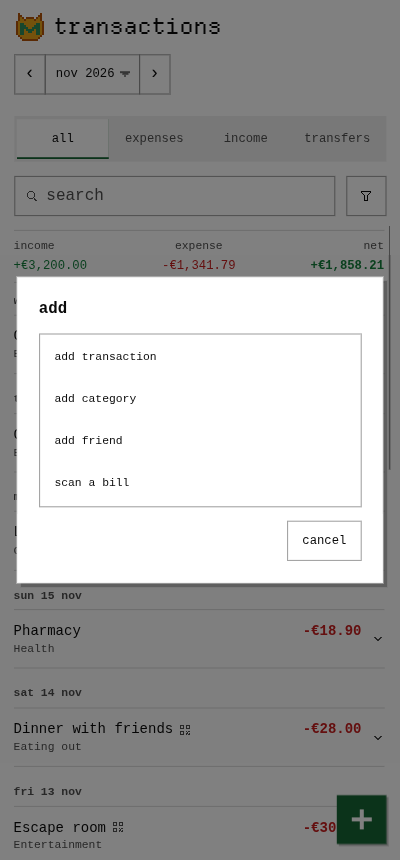 transactions
‹ nov 2026 ›
all expenses income transfers
search
income expense net
+€3,200.00 -€1,341.79 +€1,858.21
add
add transaction
add category
add friend
scan a bill
cancel
sun 15 nov
Pharmacy -€18.90
Health
sat 14 nov
Dinner with friends -€28.00
Eating out
fri 13 nov
Escape room -€30
Entertainment